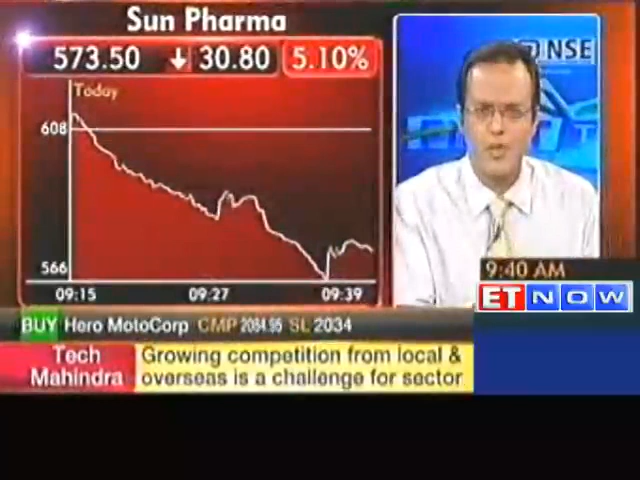 Sun Pharma
573.50 30.80 5.10%
Today
608
566
09:15 09:27 09:39
NSE
9:40 AM
ET NOW
BUY Hero MotoCorp CMP 2084.95 SL 2034
Tech Mahindra
Growing competition from local &
overseas is a challenge for sector